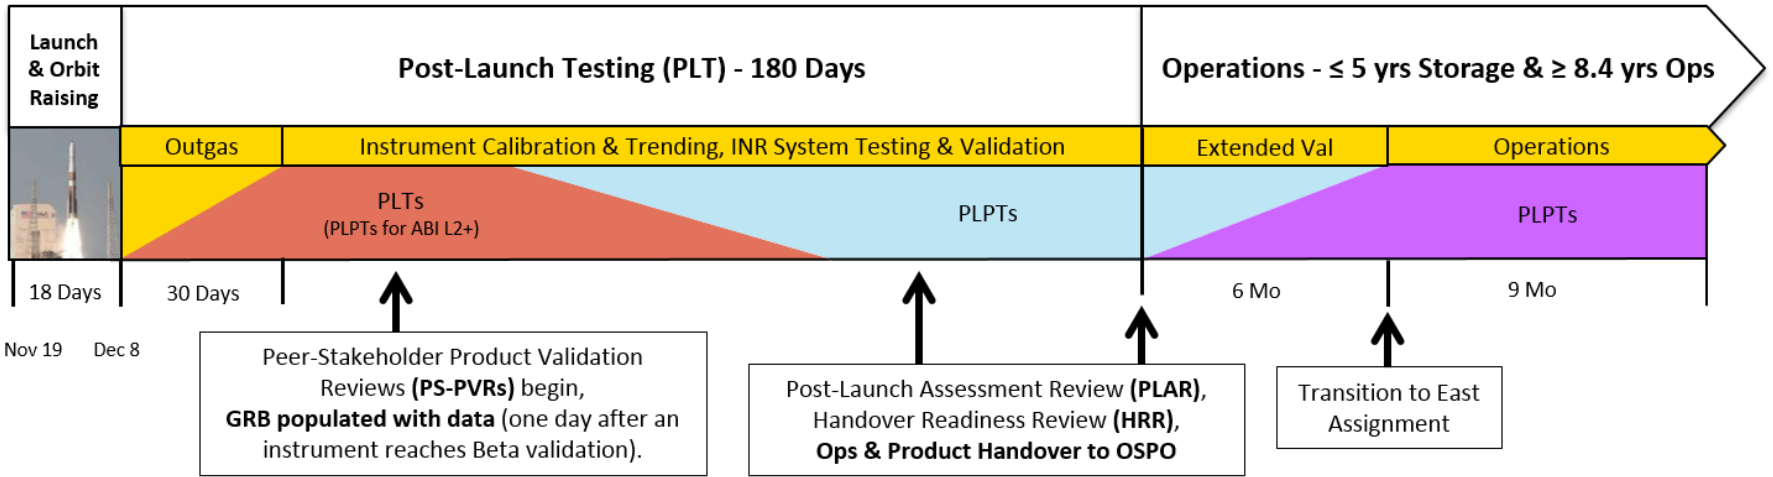 Launch
& Orbit
Raising
Post-Launch Testing (PLT) - 180 Days
Operations - ≤ 5 yrs Storage & ≥ 8.4 yrs Ops
Outgas
Instrument Calibration & Trending, INR System Testing & Validation
Extended Val
Operations
PLTs
(PLPTs for ABI L2+)
PLPTs
PLPTs
18 Days
30 Days
6 Mo
9 Mo
Nov 19
Dec 8
Peer-Stakeholder Product Validation
Reviews (PS-PVRs) begin,
GRB populated with data (one day after an
instrument reaches Beta validation).
Post-Launch Assessment Review (PLAR),
Handover Readiness Review (HRR),
Ops & Product Handover to OSPO
Transition to East
Assignment